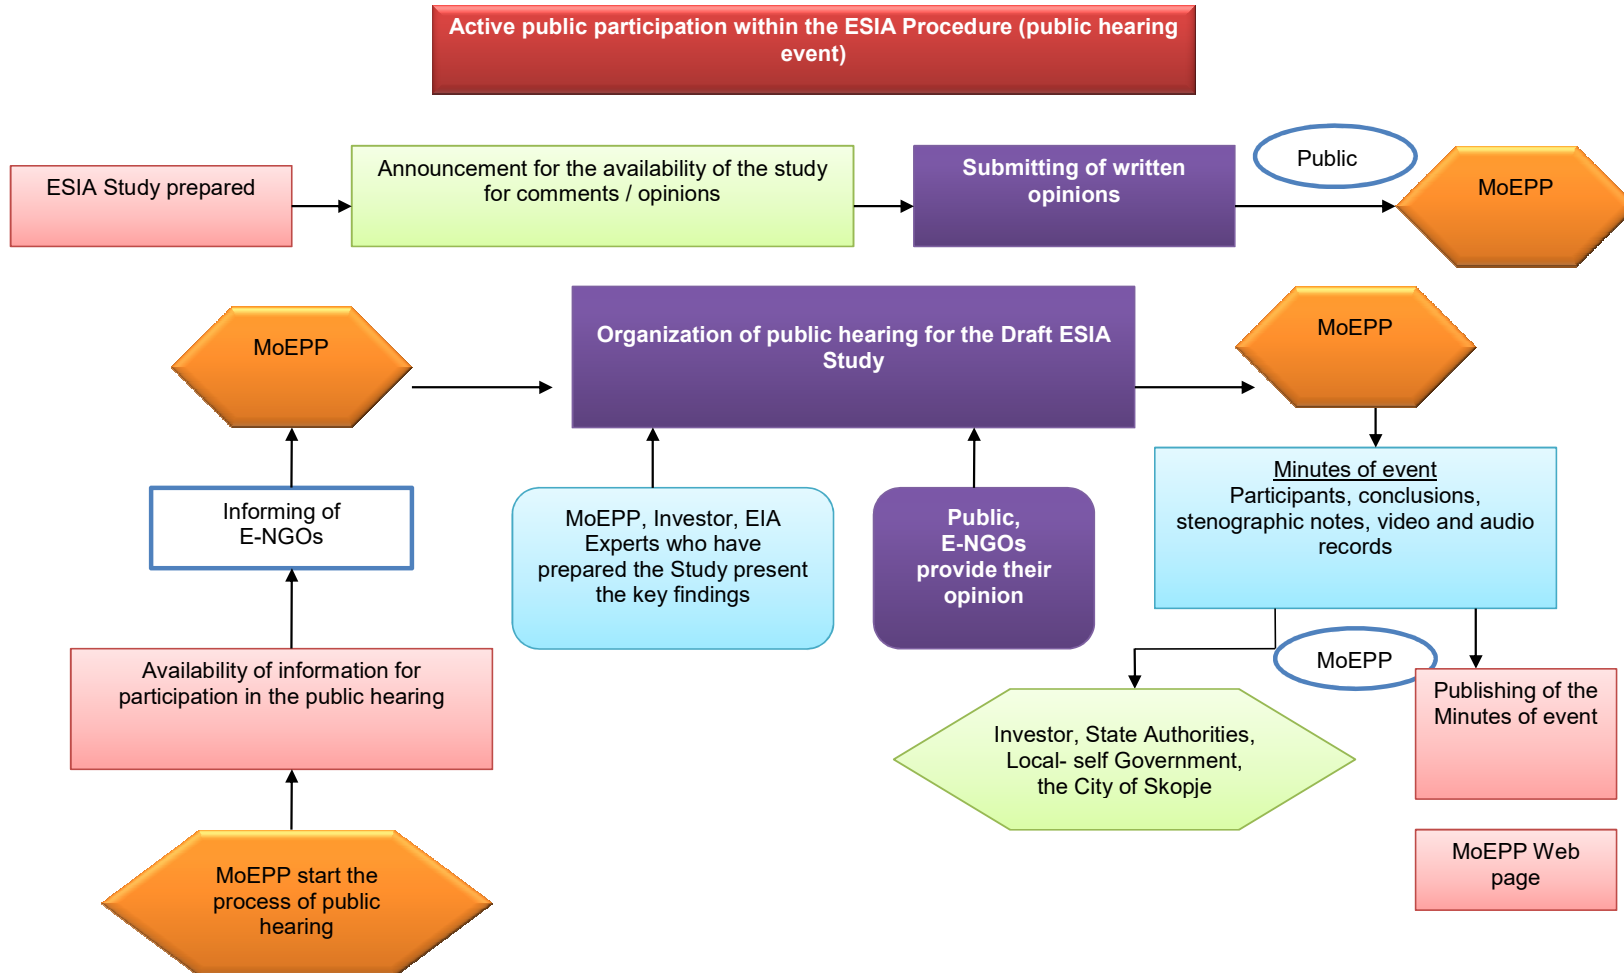 Active public participation within the ESIA Procedure (public hearing
event)
ESIA Study prepared
Announcement for the availability of the study
for comments / opinions
Submitting of written
opinions
Public
MoEPP
MoEPP
Organization of public hearing for the Draft ESIA
Study
MoEPP
Informing of
E-NGOs
MoEPP, Investor, EIA
Experts who have
prepared the Study present
the key findings
Public,
E-NGOs
provide their
opinion
Minutes of event
Participants, conclusions,
stenographic notes, video and audio
records
Availability of information for
participation in the public hearing
MoEPP
Investor, State Authorities,
Local- self Government,
the City of Skopje
Publishing of the
Minutes of event
MoEPP start the
process of public
hearing
MoEPP Web
page